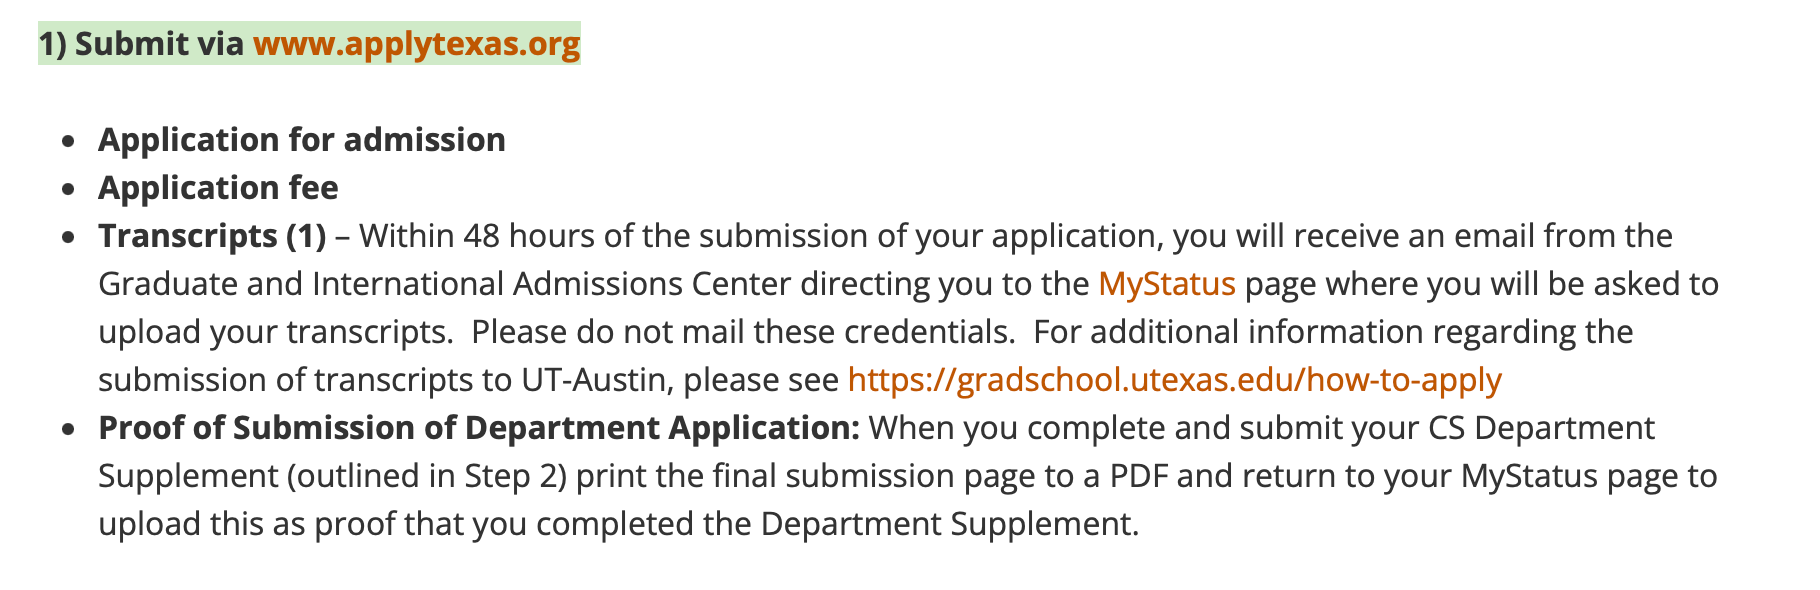 1) Submit via www.applytexas.org
• Application for admission
• Application fee
• Transcripts (1) – Within 48 hours of the submission of your application, you will receive an email from the
Graduate and International Admissions Center directing you to the MyStatus page where you will be asked to
upload your transcripts.  Please do not mail these credentials.  For additional information regarding the
submission of transcripts to UT-Austin, please see https://gradschool.utexas.edu/how-to-apply
• Proof of Submission of Department Application: When you complete and submit your CS Department
Supplement (outlined in Step 2) print the final submission page to a PDF and return to your MyStatus page to
upload this as proof that you completed the Department Supplement.